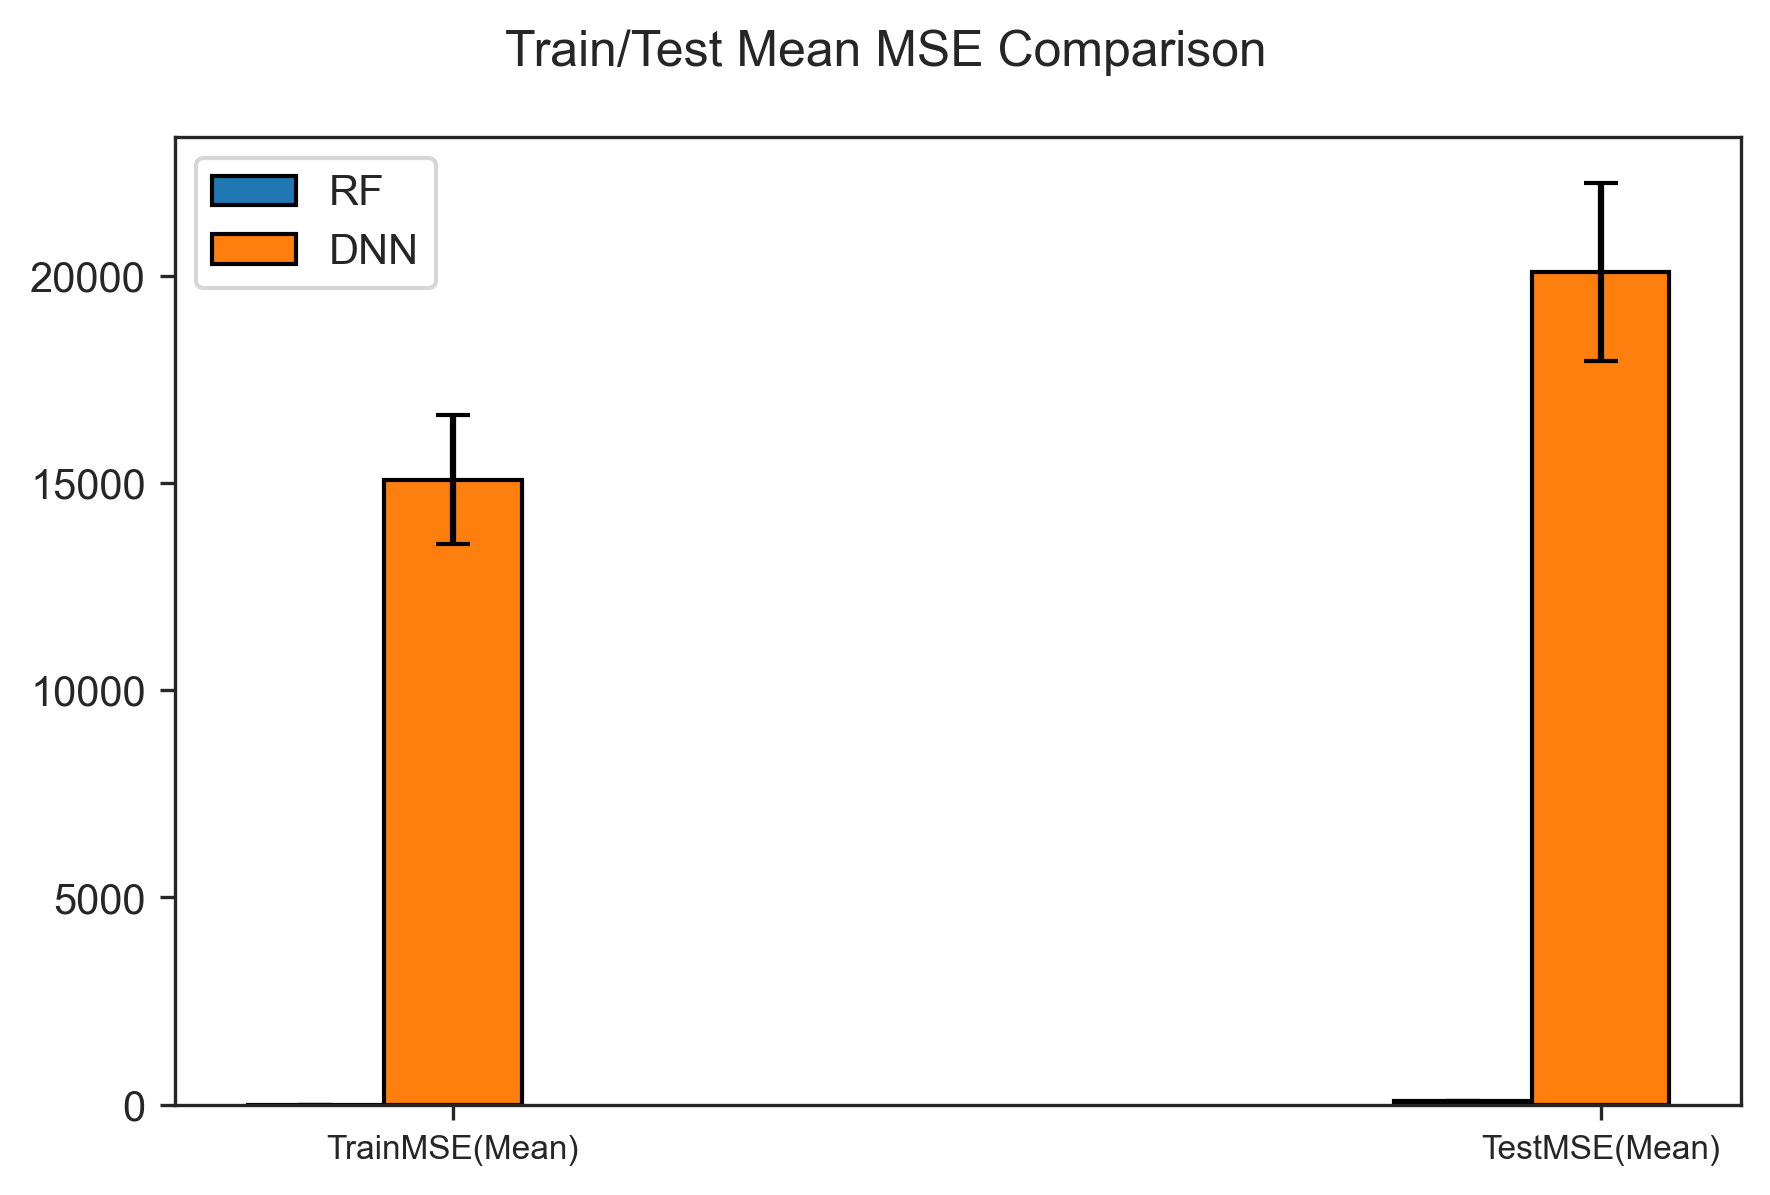 Train/Test Mean MSE Comparison
RF
DNN
20000
15000
10000
5000
0
TrainMSE(Mean) TestMSE(Mean)